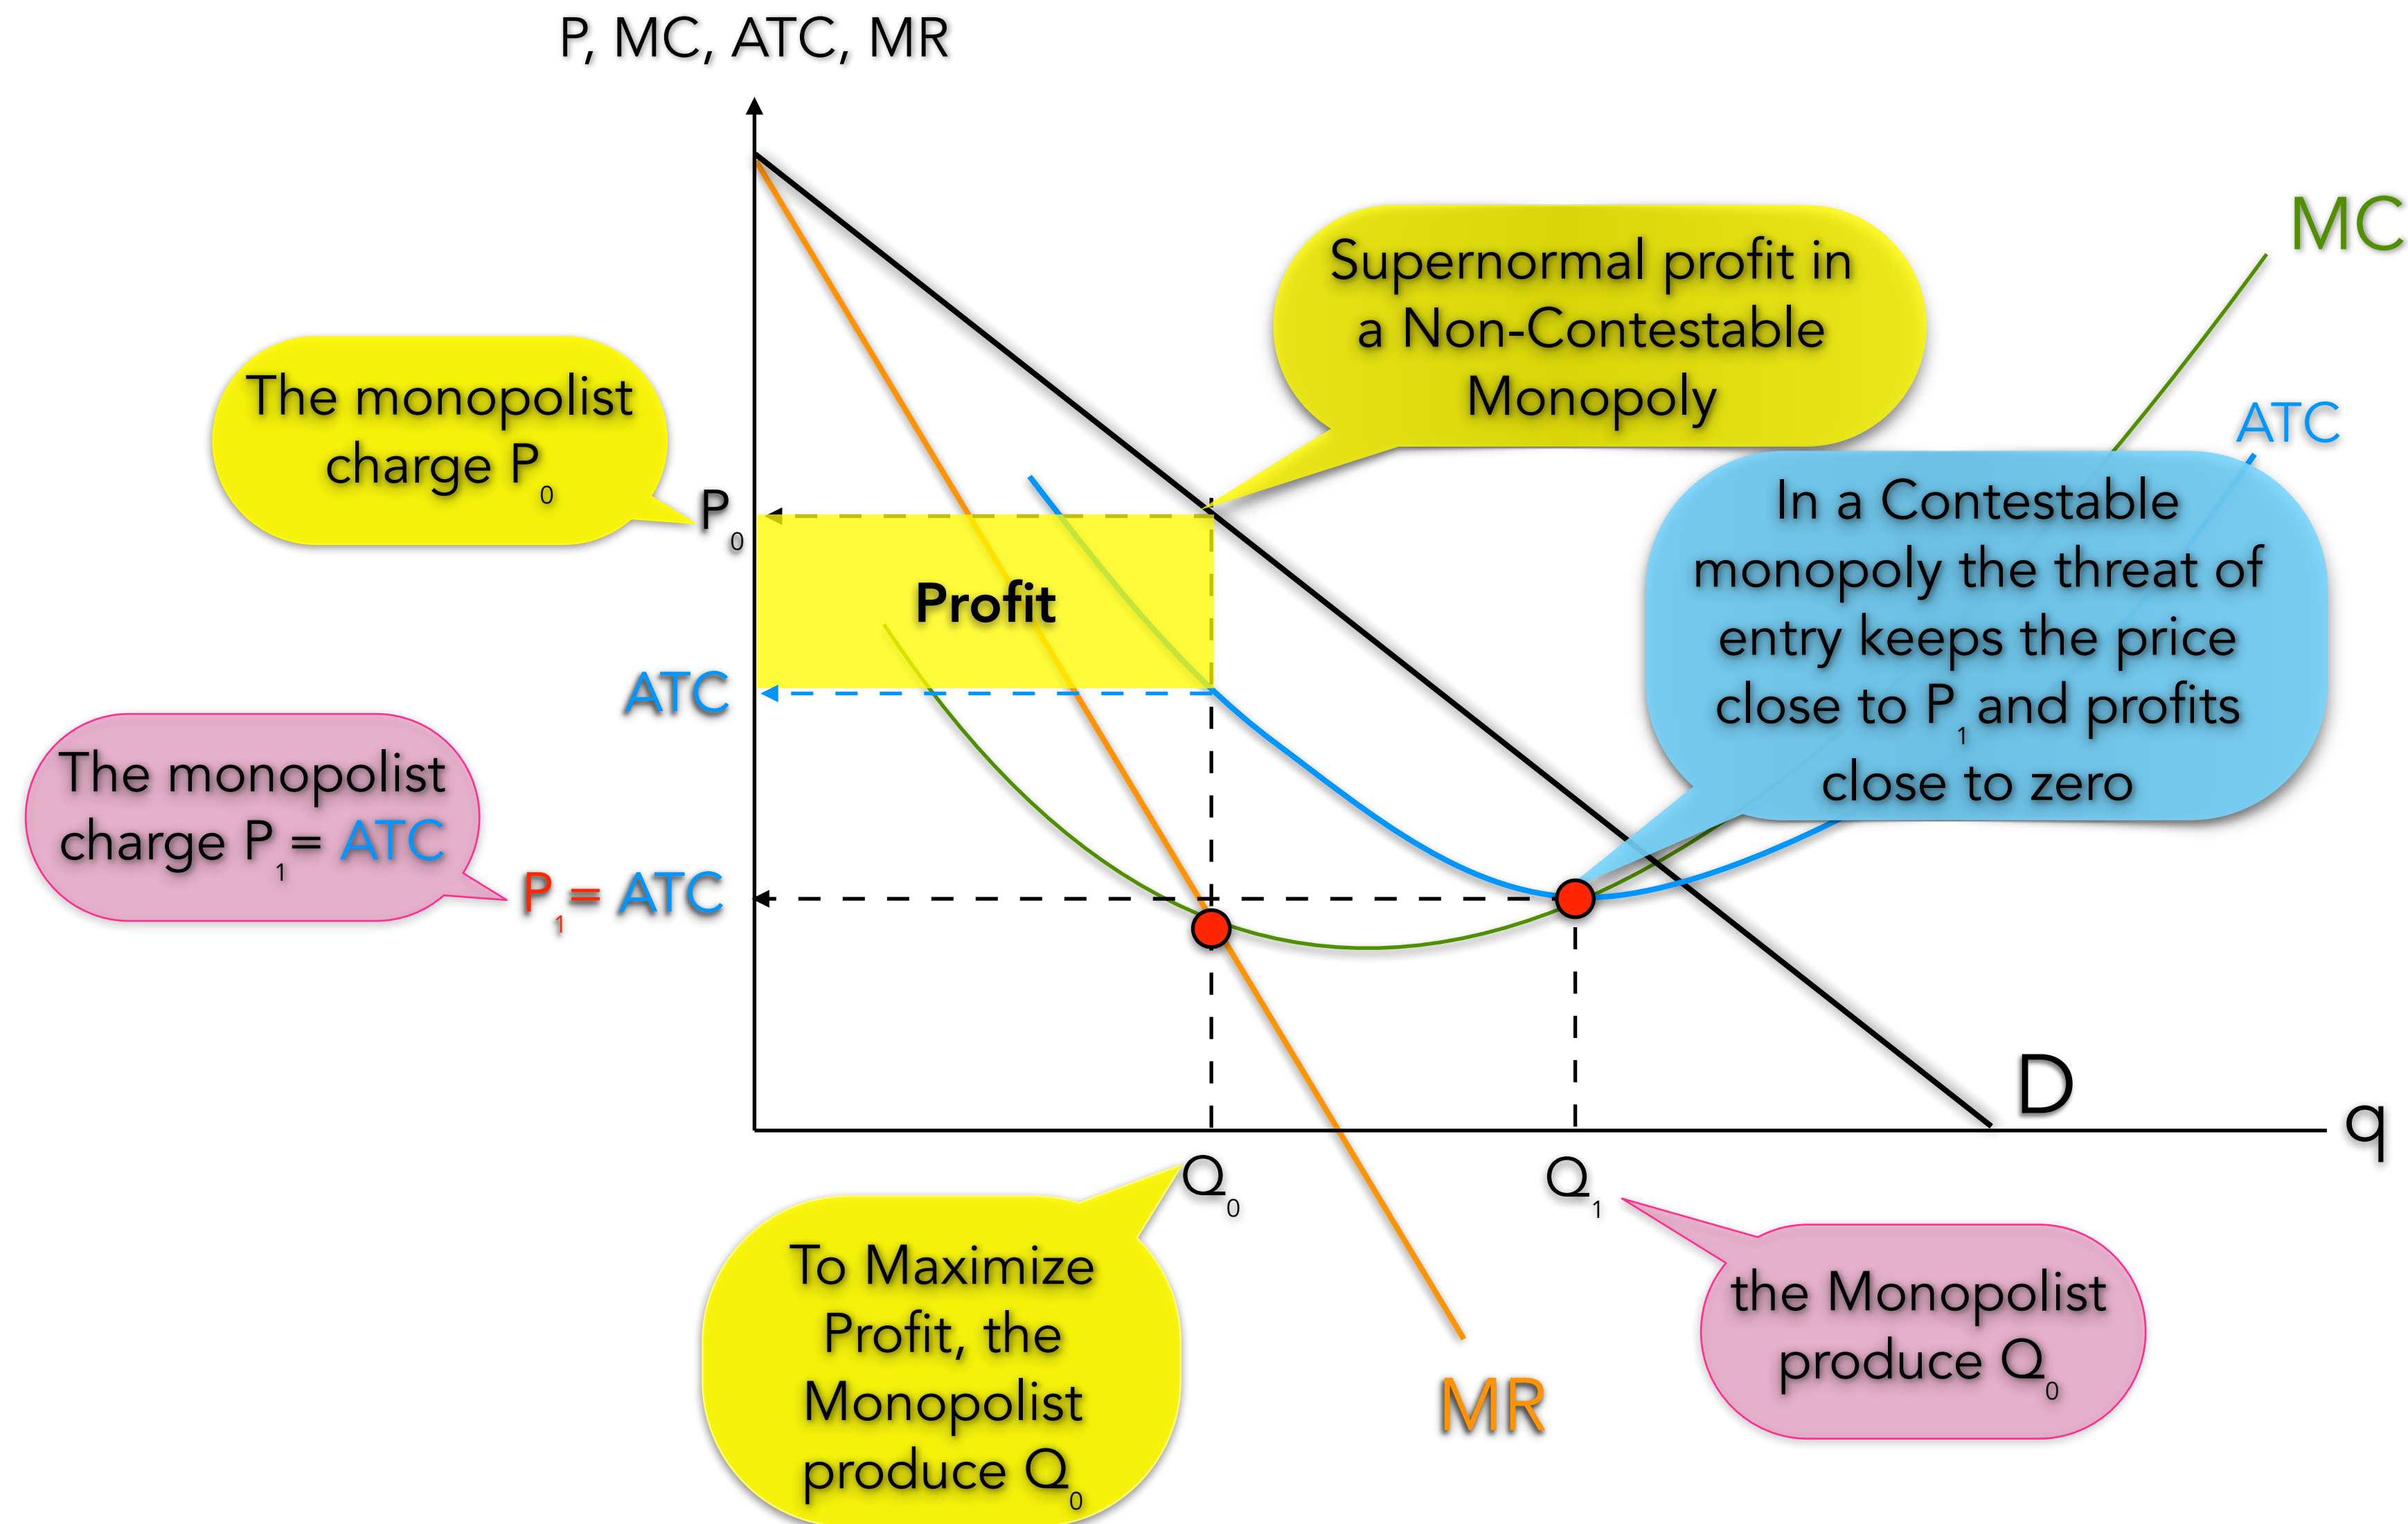 P, MC, ATC, MR
MC
Supernormal profit in
a Non-Contestable
Monopoly
The monopolist
charge P₀
ATC
P₀
In a Contestable
monopoly the threat of
entry keeps the price
close to P₁ and profits
close to zero
Profit
ATC
The monopolist
charge P₁= ATC
P₁= ATC
D
q
Q₀
Q₁
To Maximize
Profit, the
Monopolist
produce Q₀
the Monopolist
produce Q₀
MR